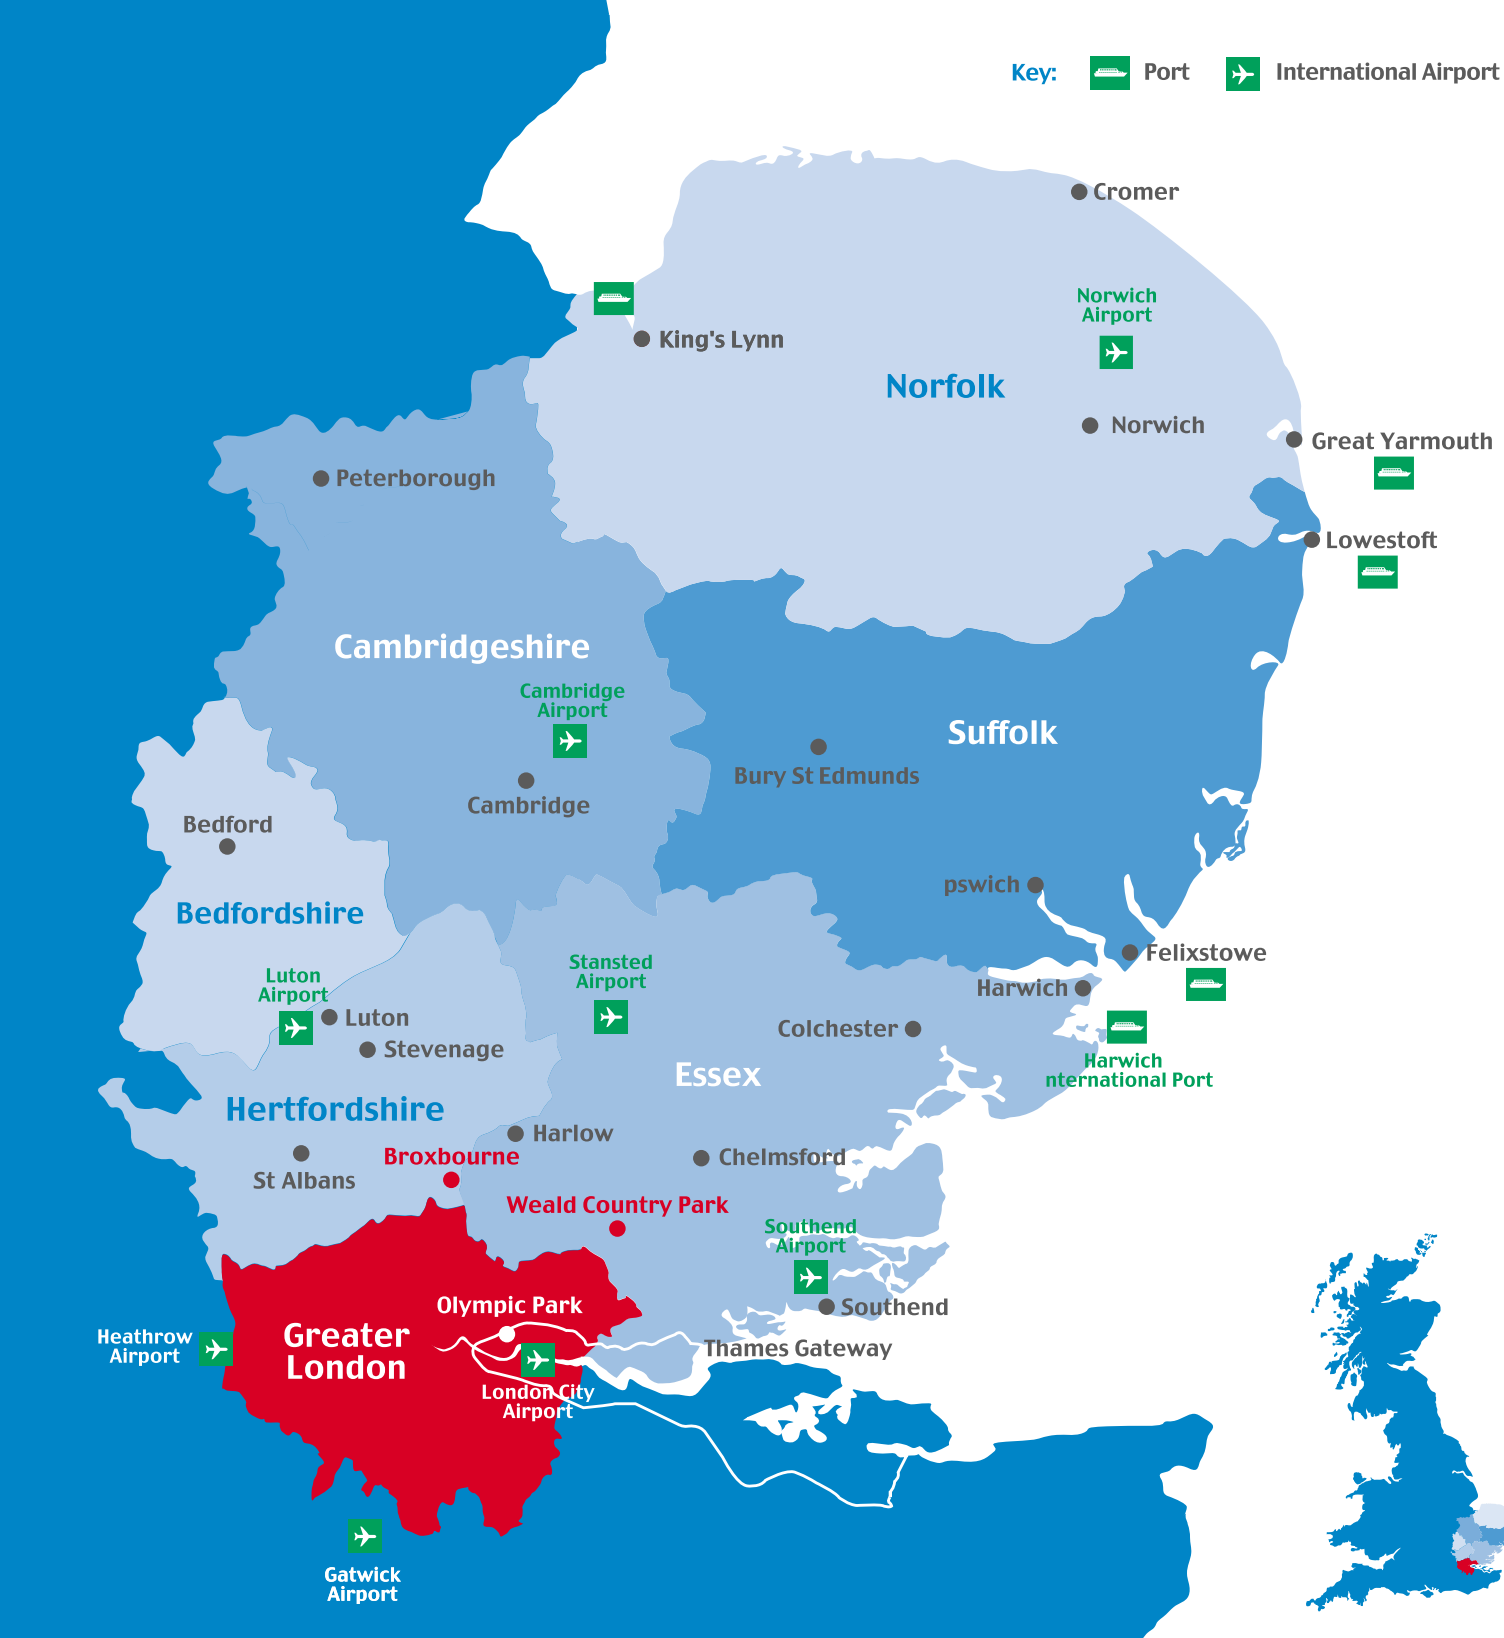 Key: Port International Airport
Cromer
Norwich
Airport
King's Lynn
Norfolk
Norwich
Great Yarmouth
Peterborough
Lowestoft
Cambridgeshire
Cambridge
Airport
Suffolk
Bury St Edmunds
Cambridge
Bedford
pswich
Bedfordshire
Felixstowe
Stansted
Airport
Luton
Airport
Harwich
Luton
Colchester
Stevenage
Harwich
nternational Port
Essex
Hertfordshire
Harlow
Broxbourne
Chelmsford
St Albans
Weald Country Park
Southend
Airport
Olympic Park
Southend
Greater
London
Heathrow
Airport
Thames Gateway
London City
Airport
Gatwick
Airport